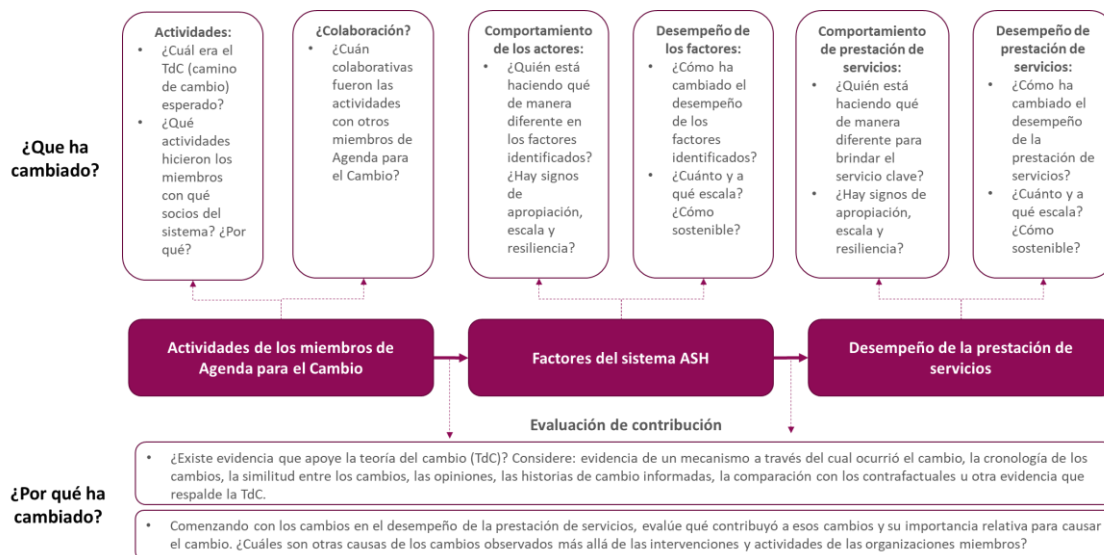 Actividades:
• ¿Cuál era el
TdC (camino
de cambio)
esperado?
• ¿Qué
actividades
hicieron los
miembros
con qué
socios del
sistema? ¿Por
qué?
¿Colaboración?
• ¿Cuán
colaborativas
fueron las
actividades
con otros
miembros de
Agenda para
el Cambio?
Comportamiento
de los actores:
• ¿Quién está
haciendo qué
de manera
diferente en
los factores
identificados?
¿Hay signos
de
apropiación,
escala y
resiliencia?
Desempeño de
los factores:
• ¿Cómo ha
cambiado el
desempeño
de los
factores
identificados?
• ¿Cuánto y a
qué escala?
¿Cómo
sostenible?
Comportamiento
de prestación de
servicios:
• ¿Quién está
haciendo qué
de manera
diferente para
brindar el
servicio clave?
• ¿Hay signos de
apropiación,
escala y
resiliencia?
Desempeño de
prestación de
servicios:
• ¿Cómo ha
cambiado el
desempeño
de la
prestación de
servicios?
• ¿Cuánto y a
qué escala?
¿Cómo
sostenible?
¿Que ha
cambiado?
Actividades de los miembros de
Agenda para el Cambio
Factores del sistema ASH
Desempeño de la prestación de
servicios
Evaluación de contribución
¿Por qué ha
cambiado?
• ¿Existe evidencia que apoye la teoría del cambio (TdC)? Considere: evidencia de un mecanismo a través del cual ocurrió el cambio, la cronología de los
cambios, la similitud entre los cambios, las opiniones, las historias de cambio informadas, la comparación con los contrafactuales u otra evidencia que
respalde la TdC.
• Comenzando con los cambios en el desempeño de la prestación de servicios, evalúe qué contribuyó a esos cambios y su importancia relativa para causar
el cambio. ¿Cuáles son otras causas de los cambios observados más allá de las intervenciones y actividades de las organizaciones miembros?